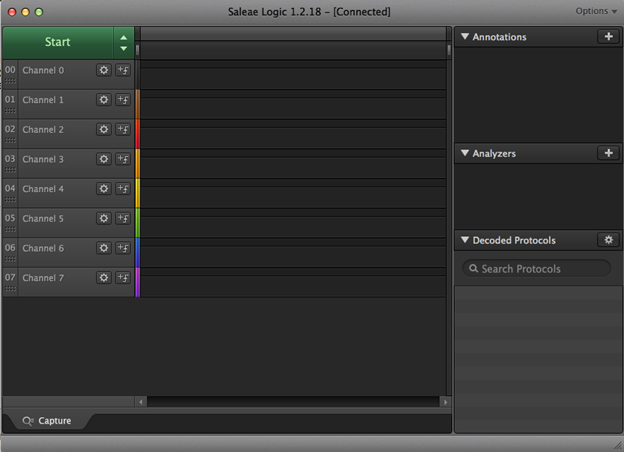 Saleae Logic 1.2.18 - [Connected]
Options
Start
Annotations
00 Channel 0
01 Channel 1
02 Channel 2
03 Channel 3
04 Channel 4
05 Channel 5
06 Channel 6
07 Channel 7
Analyzers
Decoded Protocols
Search Protocols
Capture